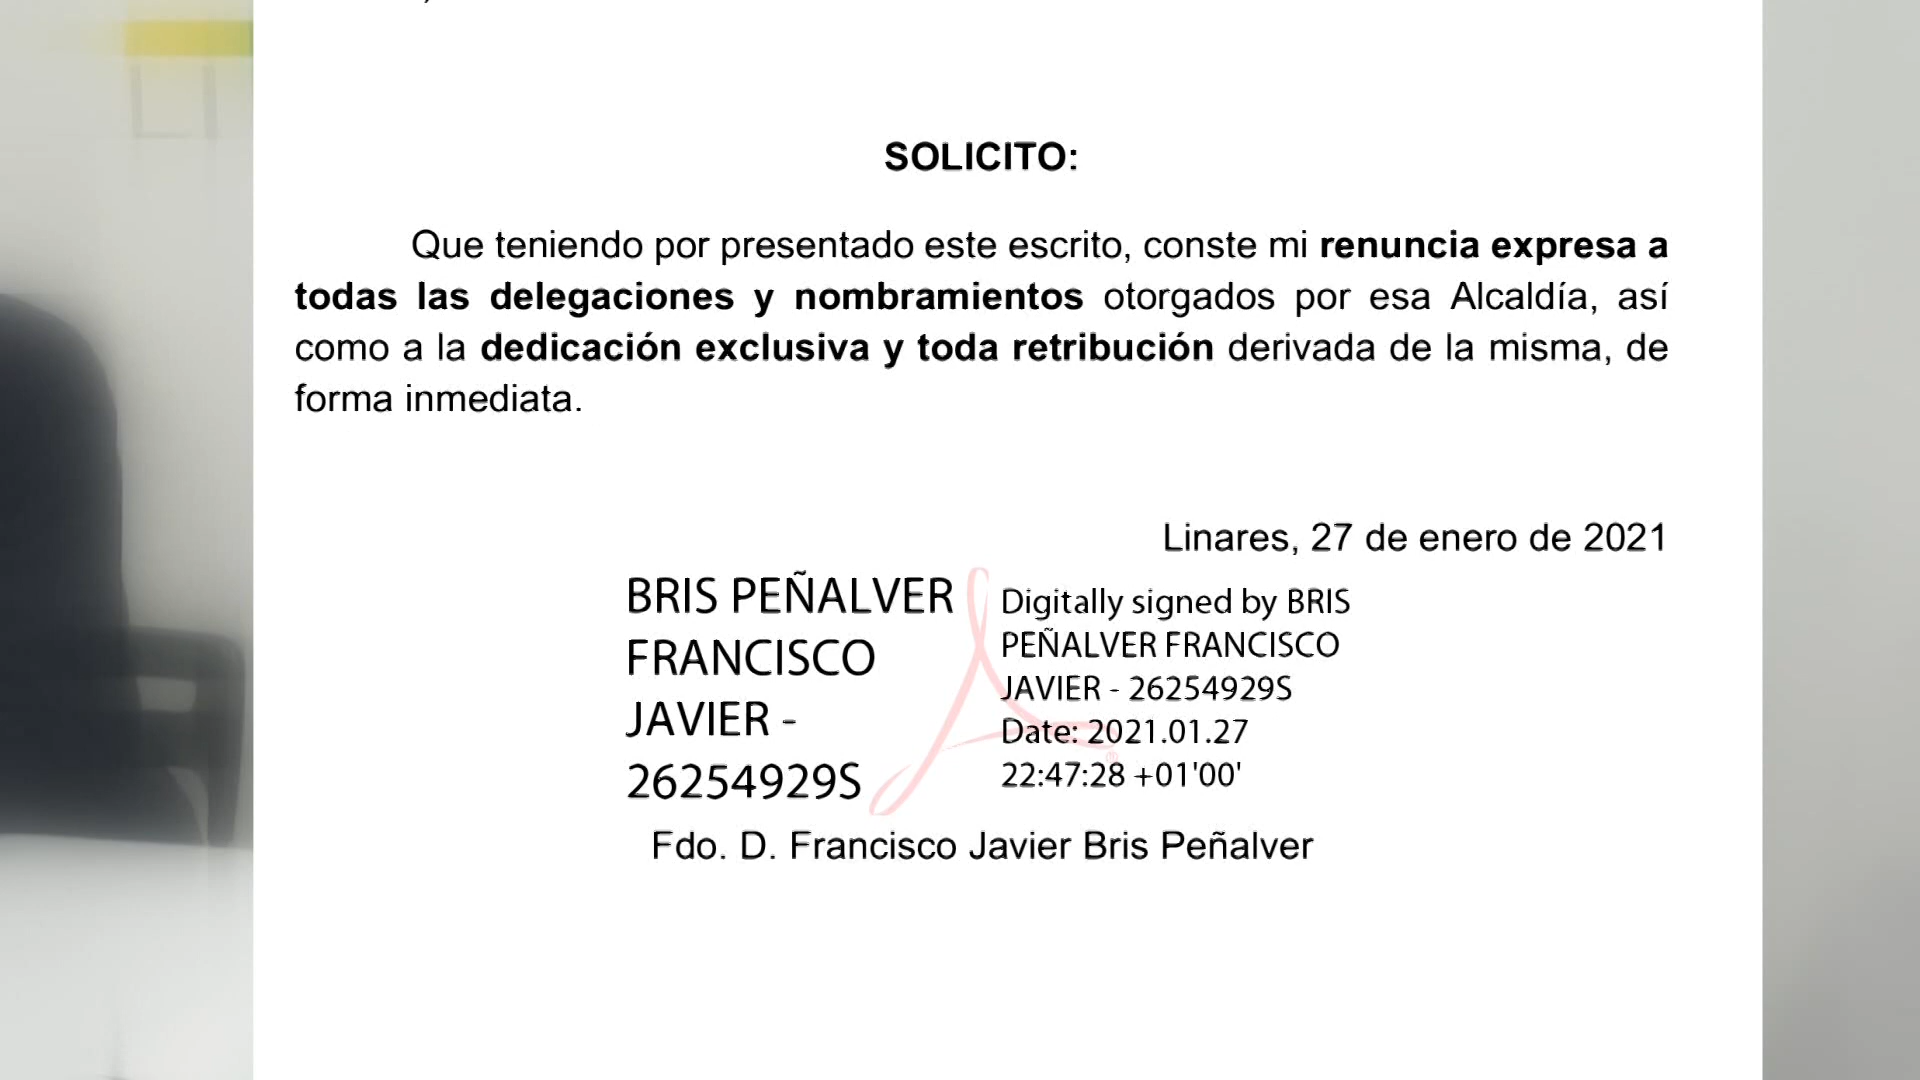 SOLICITO:
Que teniendo por presentado este escrito, conste mi renuncia expresa a
todas las delegaciones y nombramientos otorgados por esa Alcaldía, así
como a la dedicación exclusiva y toda retribución derivada de la misma, de
forma inmediata.
Linares, 27 de enero de 2021
BRIS PEÑALVER
FRANCISCO
JAVIER -
26254929S
Digitally signed by BRIS
PEÑALVER FRANCISCO
JAVIER - 26254929S
Date: 2021.01.27
22:47:28 +01'00'
Fdo. D. Francisco Javier Bris Peñalver